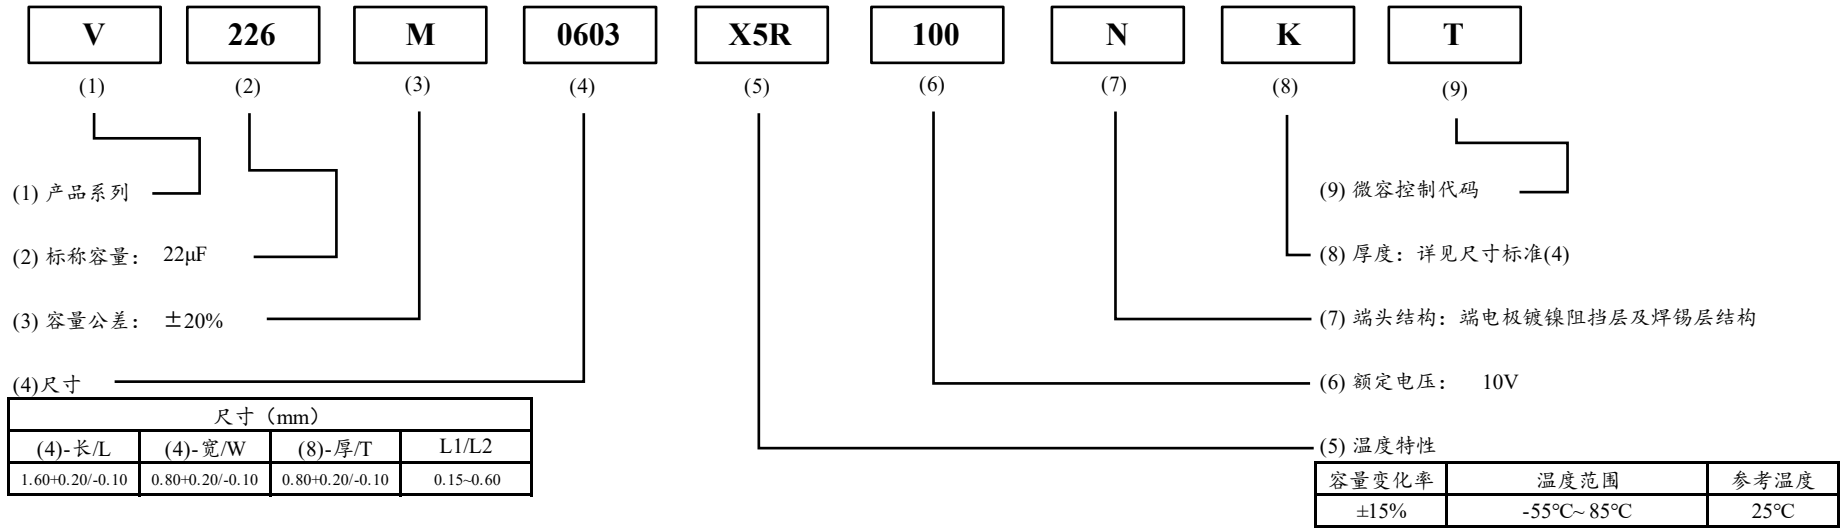 V 226 M 0603 X5R 100 N K T
(1) (2) (3) (4) (5) (6) (7) (8) (9)
(1) 产品系列
(9) 微容控制代码
(2) 标称容量： 22μF
(8) 厚度：详见尺寸标准(4)
(3) 容量公差： ±20%
(7) 端头结构：端电极镀镍阻挡层及焊锡层结构
(4)尺寸
(6) 额定电压： 10V
尺寸（mm）
(4)-长/L (4)-宽/W (8)-厚/T L1/L2
1.60+0.20/-0.10 0.80+0.20/-0.10 0.80+0.20/-0.10 0.15~0.60
(5) 温度特性
容量变化率 温度范围 参考温度
±15% -55℃~ 85℃ 25℃